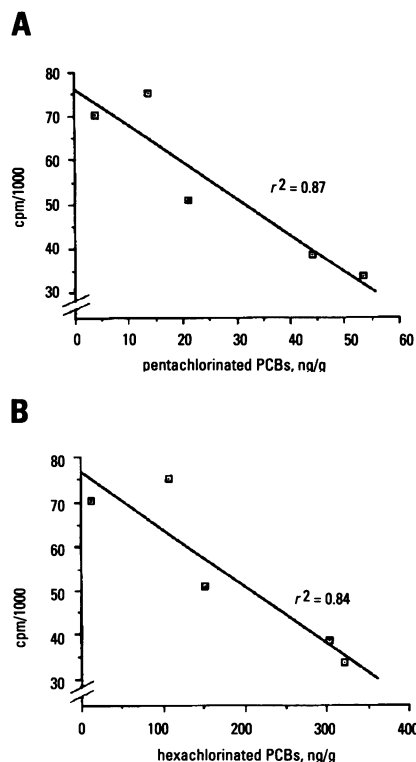 A
80
70
60
50
40
30
cpm/1000
r² = 0.87
0 10 20 30 40 50 60
pentachlorinated PCBs, ng/g
B
80
70
60
50
40
30
cpm/1000
r² = 0.84
0 100 200 300 400
hexachlorinated PCBs, ng/g